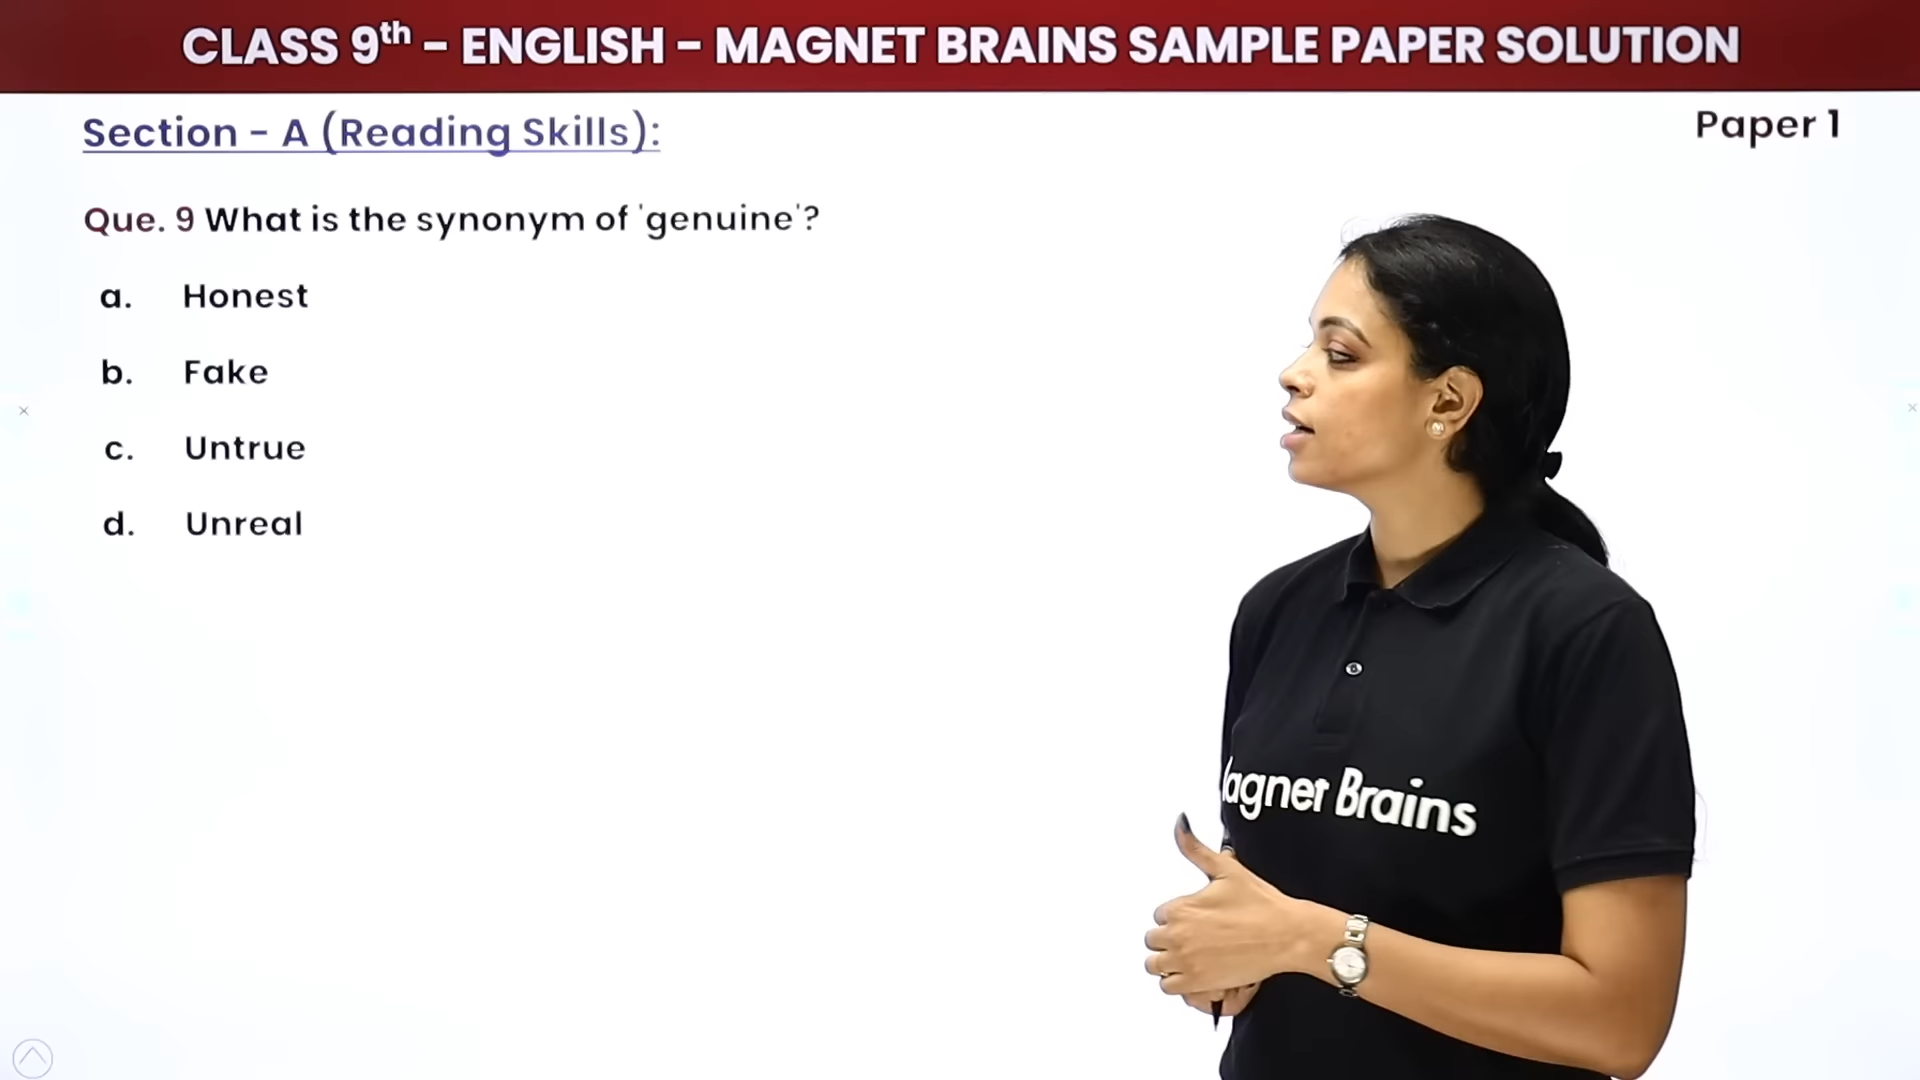 CLASS 9th - ENGLISH - MAGNET BRAINS SAMPLE PAPER SOLUTION
Section - A (Reading Skills):
Paper 1
Que. 9 What is the synonym of 'genuine'?
a. Honest
b. Fake
c. Untrue
d. Unreal
agnet Brains